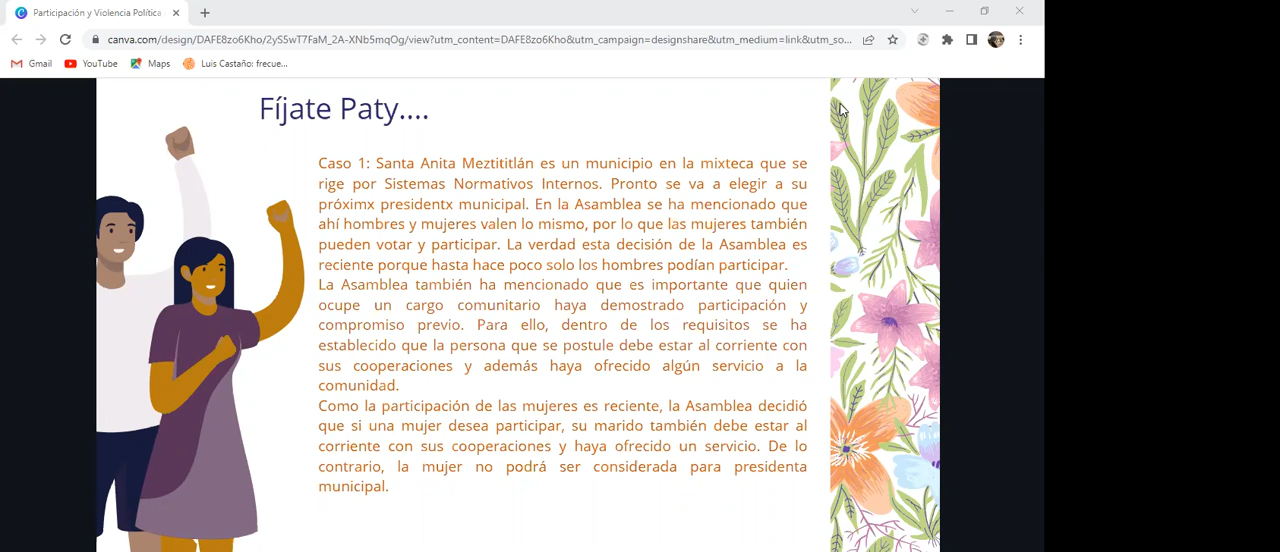 Participación y Violencia Política
canva.com/design/DAFE8zo6Kho/2yS5wT7FaM_2A-XNb5mqOg/view?utm_content=DAFE8zo6Kho&utm_campaign=designshare&utm_medium=link&utm_so...
Gmail YouTube Maps Luis Castaño: frecue...
Fíjate Paty....
Caso 1: Santa Anita Meztititlán es un municipio en la mixteca que se
rige por Sistemas Normativos Internos. Pronto se va a elegir a su
próximx presidentx municipal. En la Asamblea se ha mencionado que
ahí hombres y mujeres valen lo mismo, por lo que las mujeres también
pueden votar y participar. La verdad esta decisión de la Asamblea es
reciente porque hasta hace poco solo los hombres podían participar.
La Asamblea también ha mencionado que es importante que quien
ocupe un cargo comunitario haya demostrado participación y
compromiso previo. Para ello, dentro de los requisitos se ha
establecido que la persona que se postule debe estar al corriente con
sus cooperaciones y además haya ofrecido algún servicio a la
comunidad.
Como la participación de las mujeres es reciente, la Asamblea decidió
que si una mujer desea participar, su marido también debe estar al
corriente con sus cooperaciones y haya ofrecido un servicio. De lo
contrario, la mujer no podrá ser considerada para presidenta
municipal.